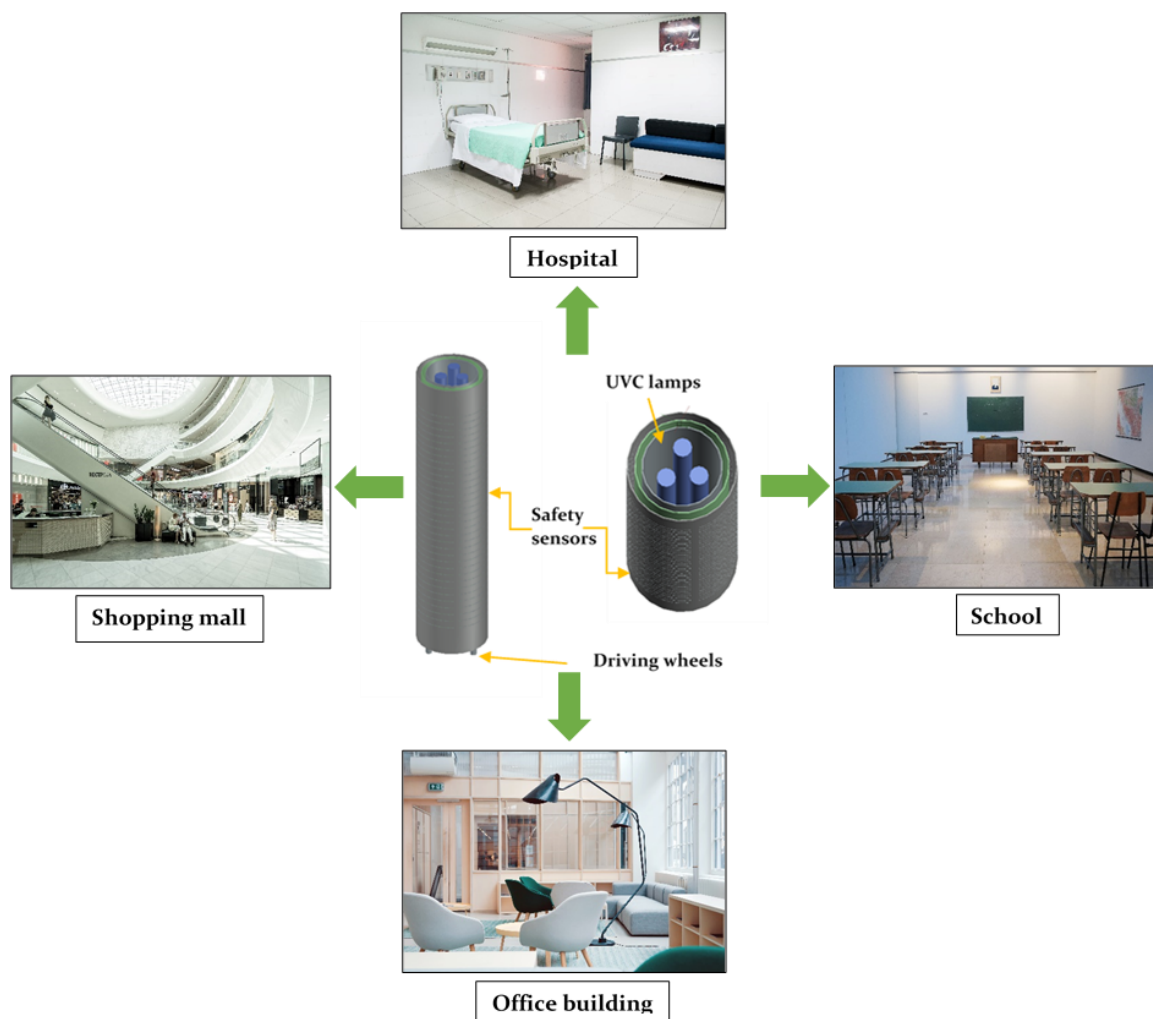 Hospital
UVC lamps
Safety
sensors
Shopping mall
School
Driving wheels
Office building